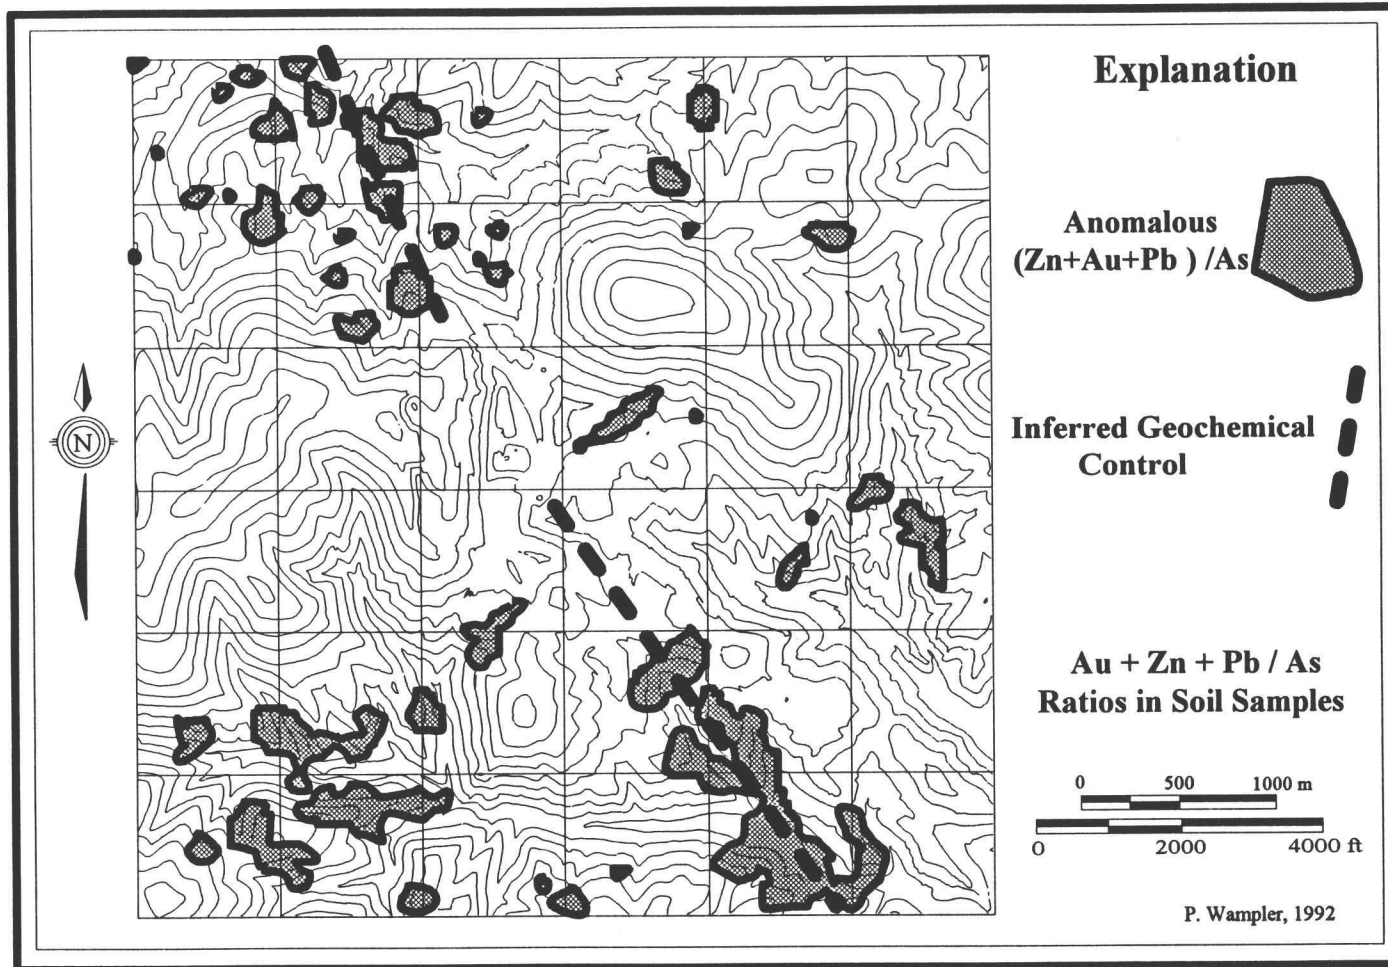 Explanation
Anomalous
(Zn+Au+Pb ) /As
N
Inferred Geochemical
Control
Au + Zn + Pb / As
Ratios in Soil Samples
0 500 1000 m
0 2000 4000 ft
P. Wampler, 1992